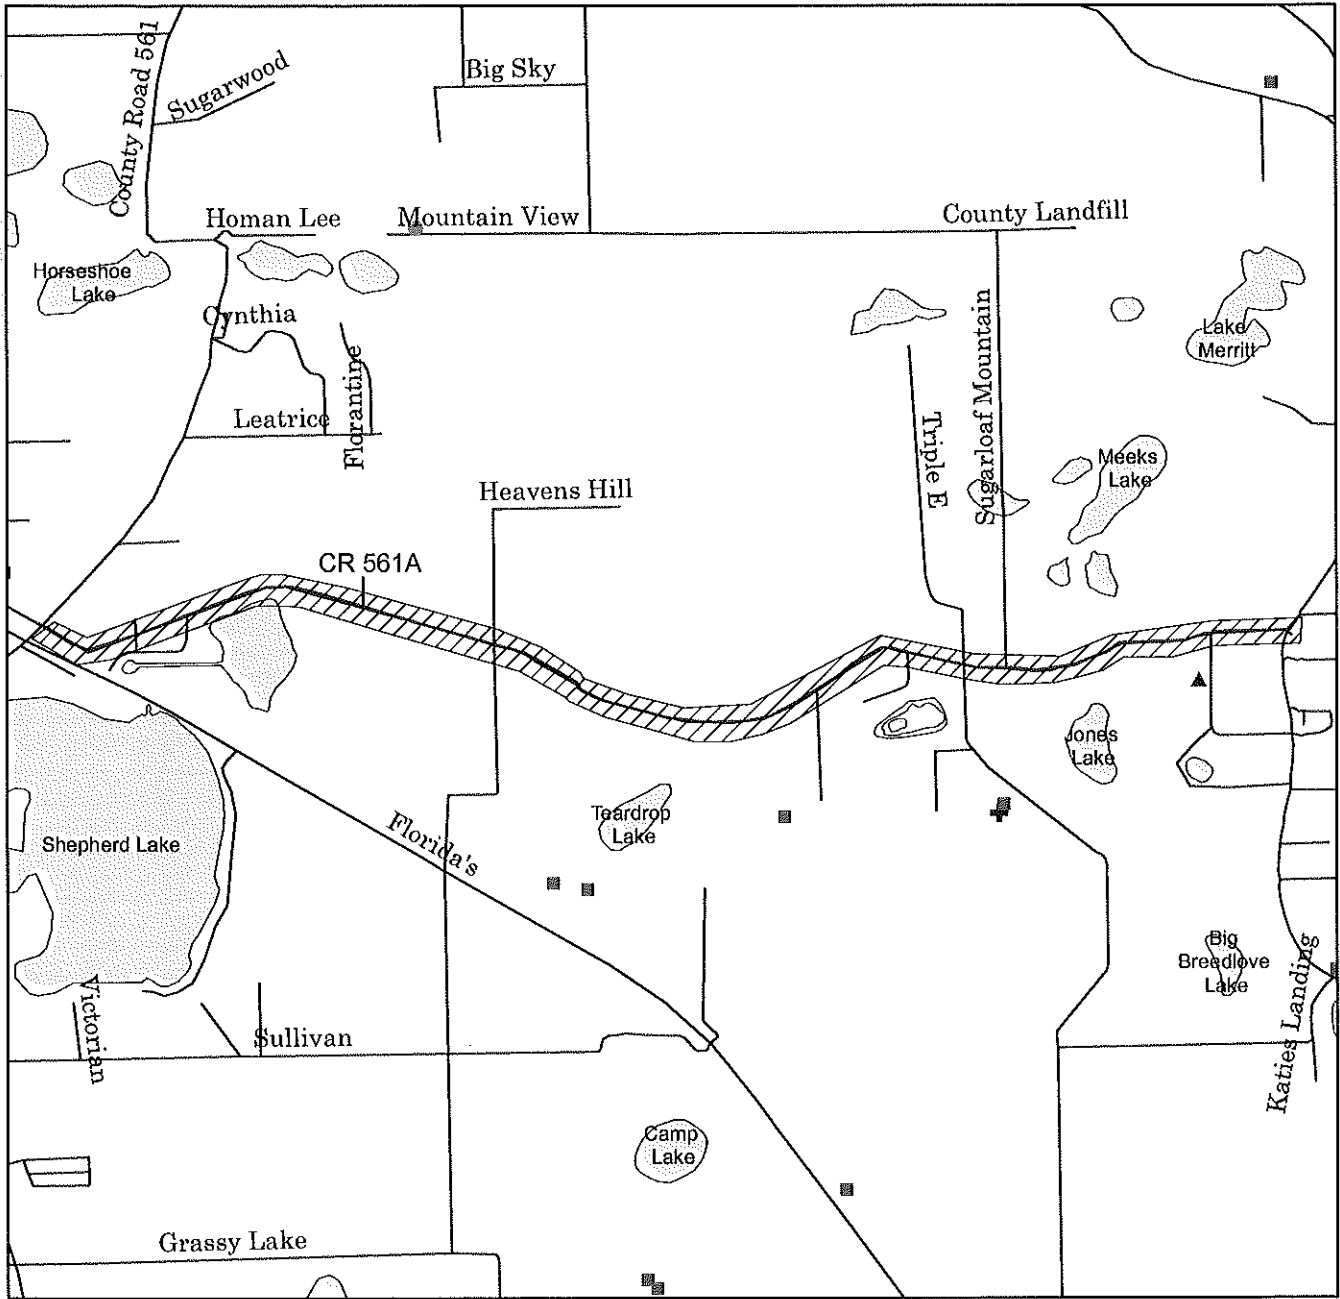 County Road 561
Sugarwood
Big Sky
Homan Lee
Mountain View
County Landfill
Horseshoe
Lake
Cynthia
Lake
Merritt
Leatrice
Florantine
Triple E
Sugarloaf Mountain
Meeks
Lake
Heavens Hill
CR 561A
Jones
Lake
Teardrop
Lake
Shepherd Lake
Florida's
Big
Breedlove
Lake
Katies Landing
Victorian
Sullivan
Camp
Lake
Grassy Lake